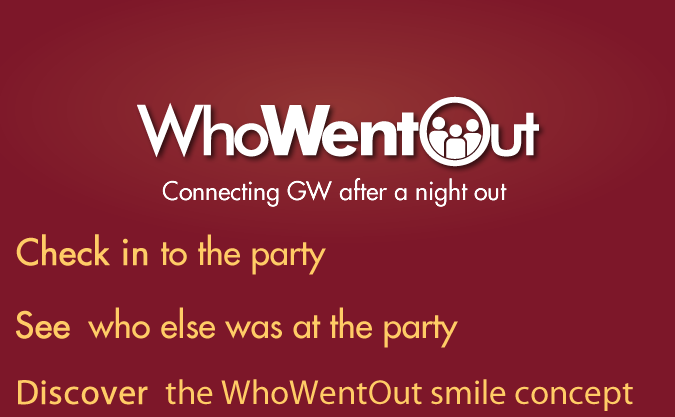 WhoWentOut
Connecting GW after a night out
Check in to the party
See who else was at the party
Discover the WhoWentOut smile concept